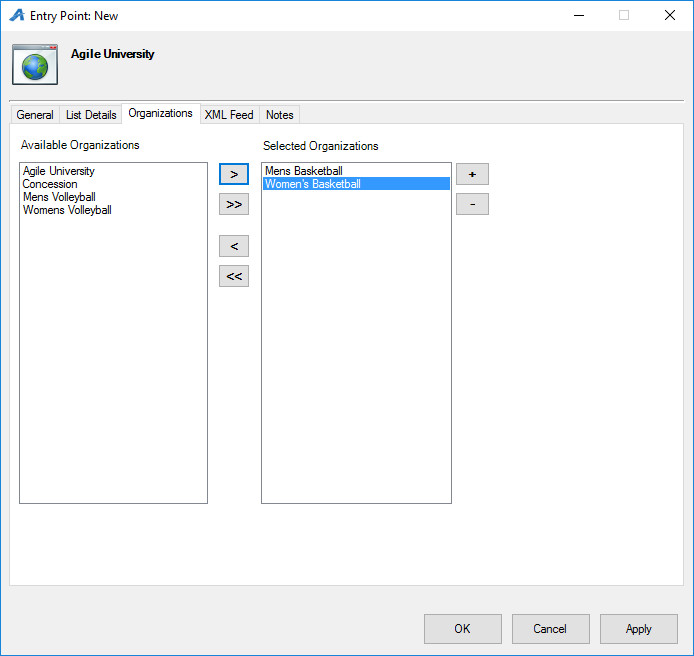 Entry Point: New
Agile University
General
List Details
Organizations
XML Feed
Notes
Available Organizations
Selected Organizations
Agile University
Concession
Mens Volleyball
Womens Volleyball
>
>>
<
<<
Mens Basketball
Women's Basketball
+
-
OK
Cancel
Apply